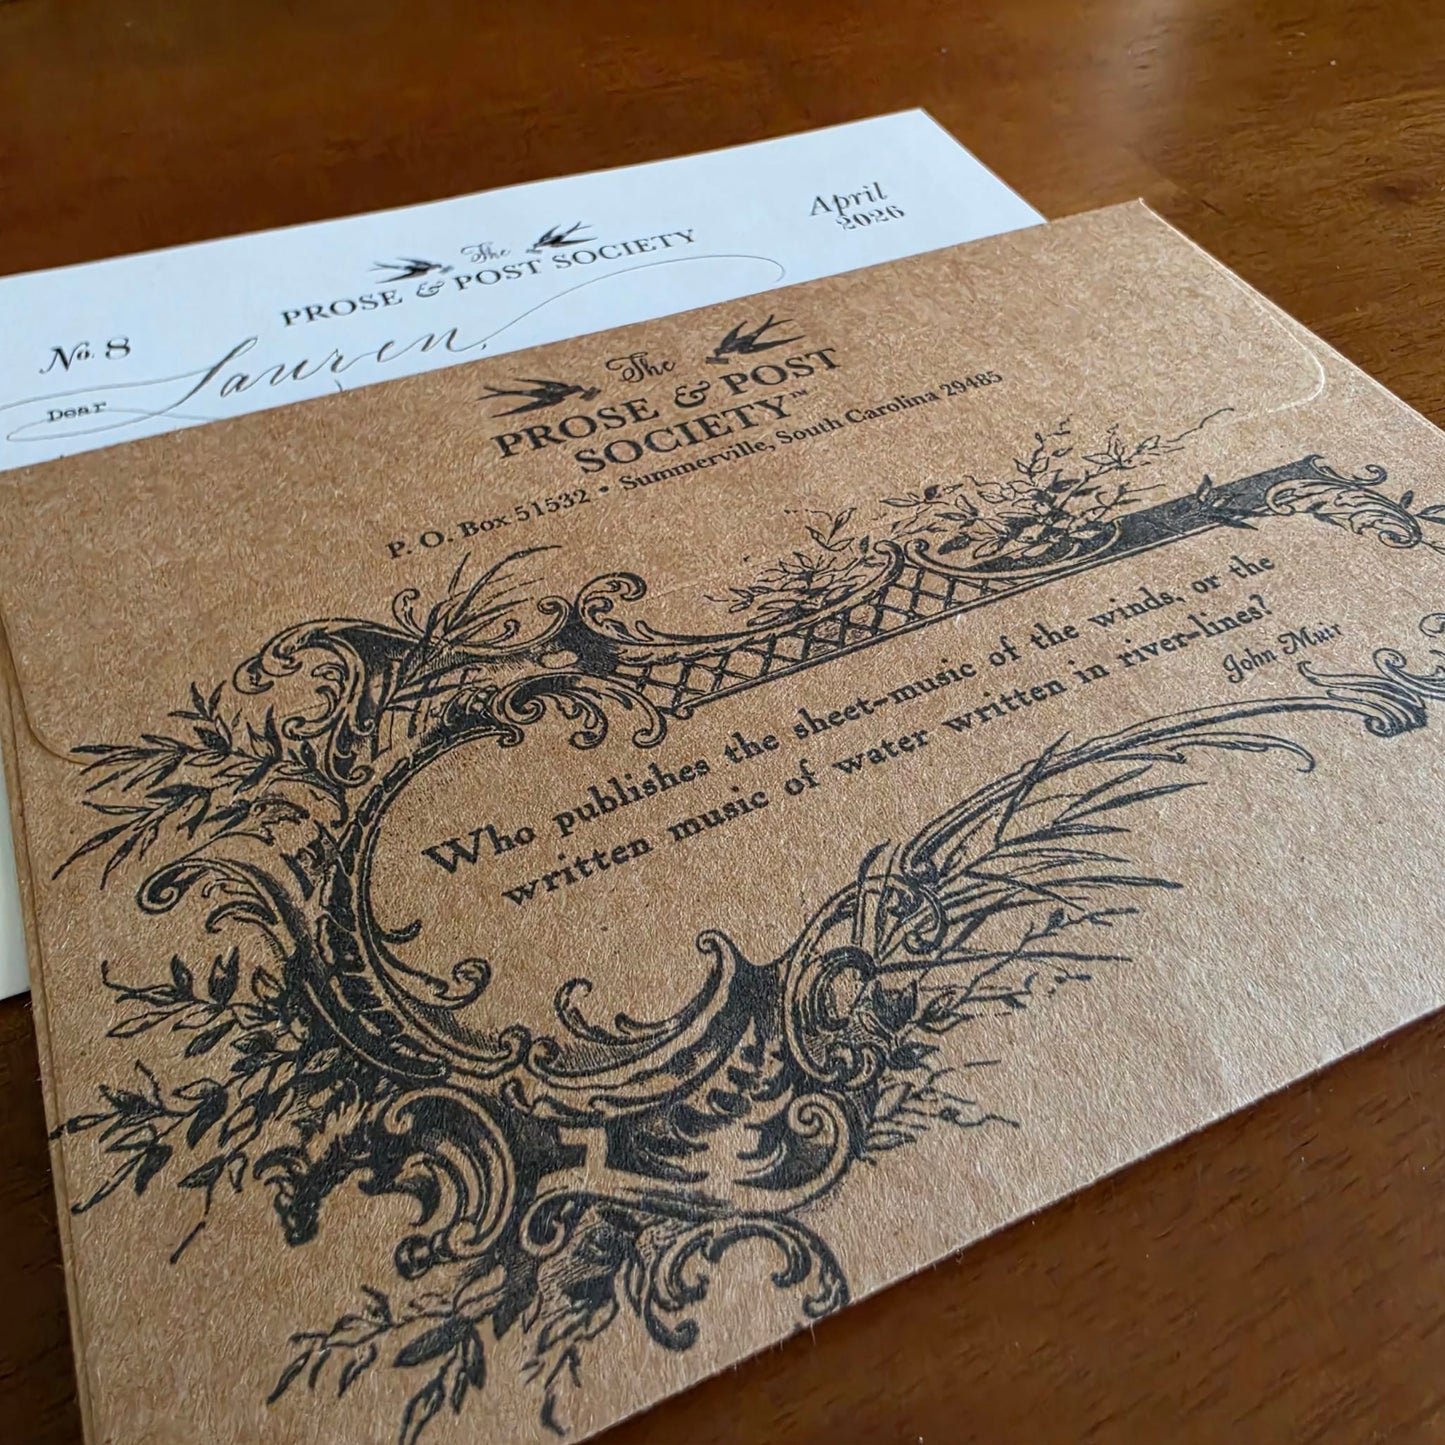 April
2026
The
PROSE & POST SOCIETY
No. 8
Dear Lauren,
The
PROSE & POST
SOCIETY™
P. O. Box 51532 • Summerville, South Carolina 29485
Who publishes the sheet-music of the winds, or the
written music of water written in river-lines?
John Muir